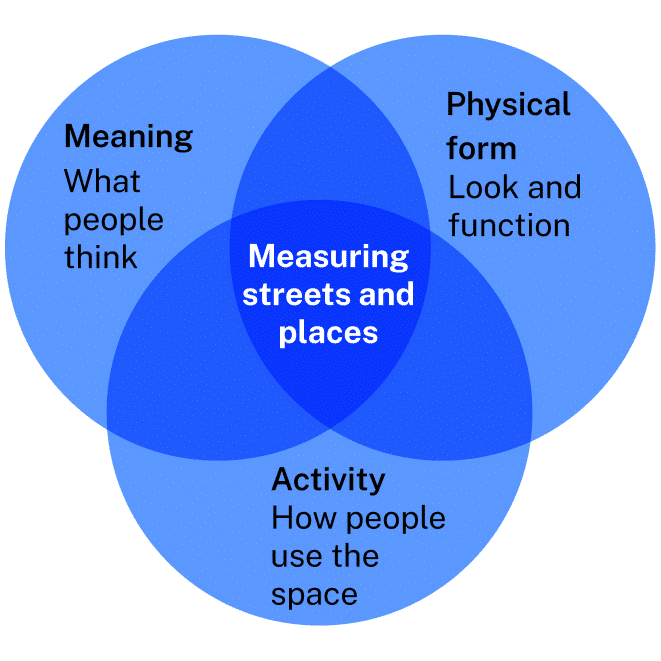 Meaning
What
people
think
Physical
form
Look and
function
Measuring
streets and
places
Activity
How people
use the
space